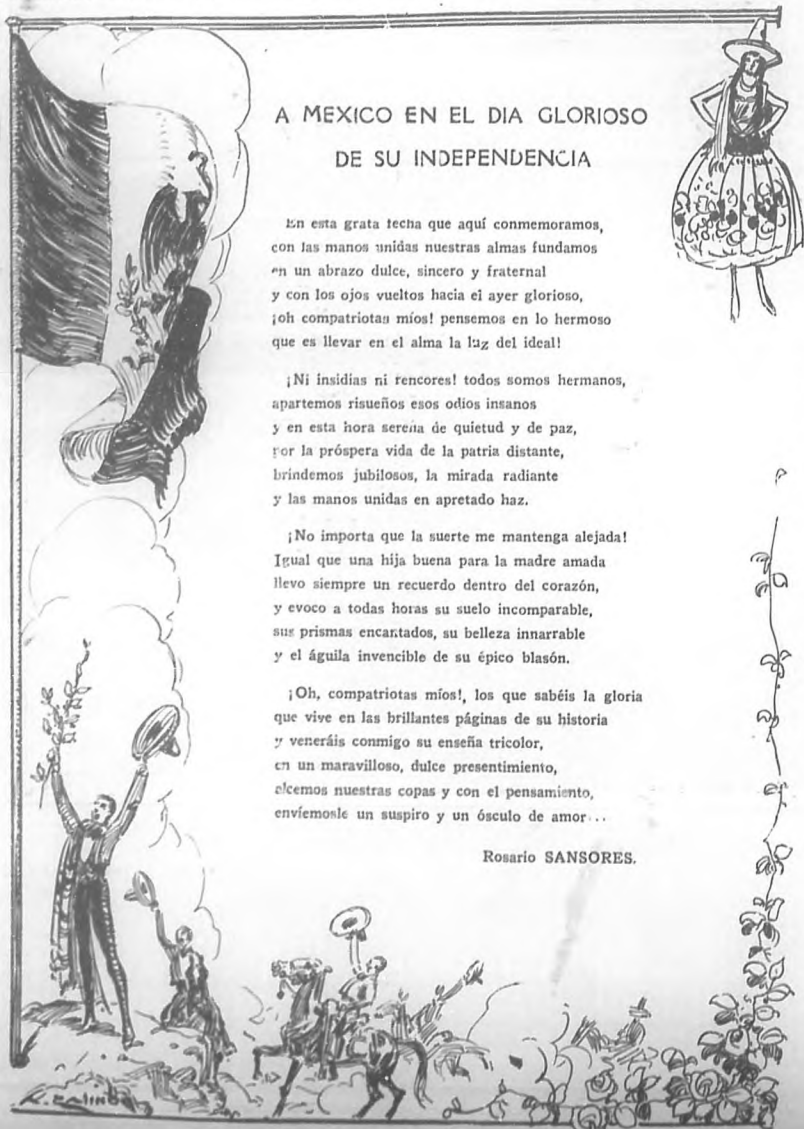 A MEXICO EN EL DIA GLORIOSO
DE SU INDEPENDENCIA
En esta grata fecha que aquí conmemoramos,
con las manos unidas nuestras almas fundamos
en un abrazo dulce, sincero y fraternal
y con los ojos vueltos hacia el ayer glorioso,
¡oh compatriotas míos! pensemos en lo hermoso
que es llevar en el alma la luz del ideal!
¡Ni insidias ni rencores! todos somos hermanos,
apartemos risueños esos odios insanos
y en esta hora serena de quietud y de paz,
por la próspera vida de la patria distante,
brindemos jubilosos, la mirada radiante
y las manos unidas en apretado haz.
¡No importa que la suerte me mantenga alejada!
Igual que una hija buena para la madre amada
llevo siempre un recuerdo dentro del corazón,
y evoco a todas horas su suelo incomparable,
sus prismas encantados, su belleza innarrable
y el águila invencible de su épico blasón.
¡Oh, compatriotas míos!, los que sabéis la gloria
que vive en las brillantes páginas de su historia
y veneráis conmigo su enseña tricolor,
en un maravilloso, dulce presentimiento,
alcemos nuestras copas y con el pensamiento,
enviémosle un suspiro y un ósculo de amor...
Rosario SANSORES.